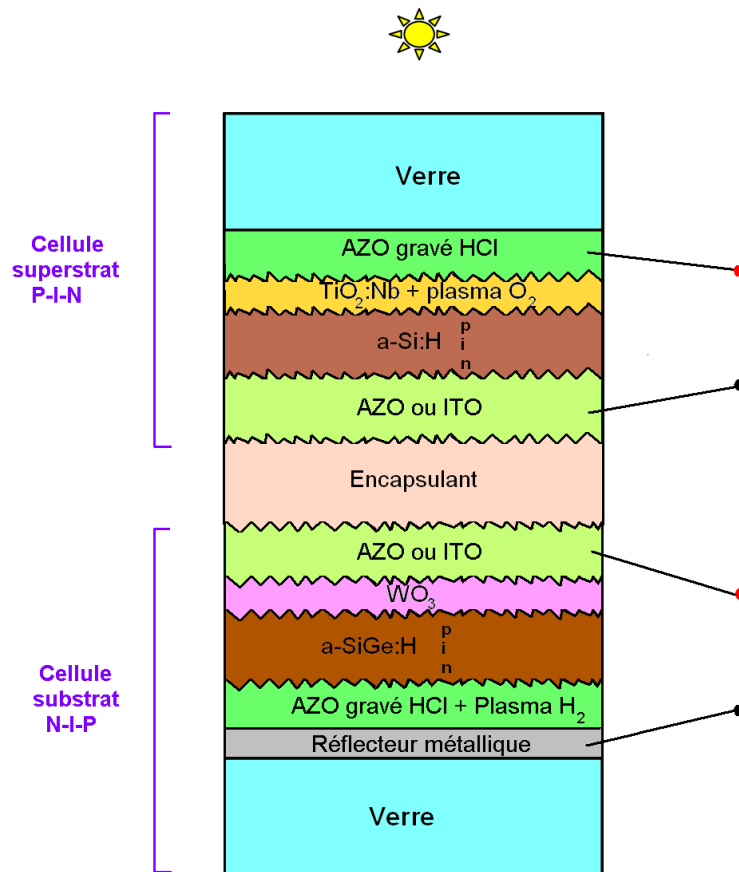 Verre
Cellule
superstrat
P-I-N
AZO gravé HCl
TiO2:Nb + plasma O2
a-Si:H
p
i
n
AZO ou ITO
Encapsulant
AZO ou ITO
WO3
a-SiGe:H
p
i
n
Cellule
substrat
N-I-P
AZO gravé HCl + Plasma H2
Réflecteur métallique
Verre